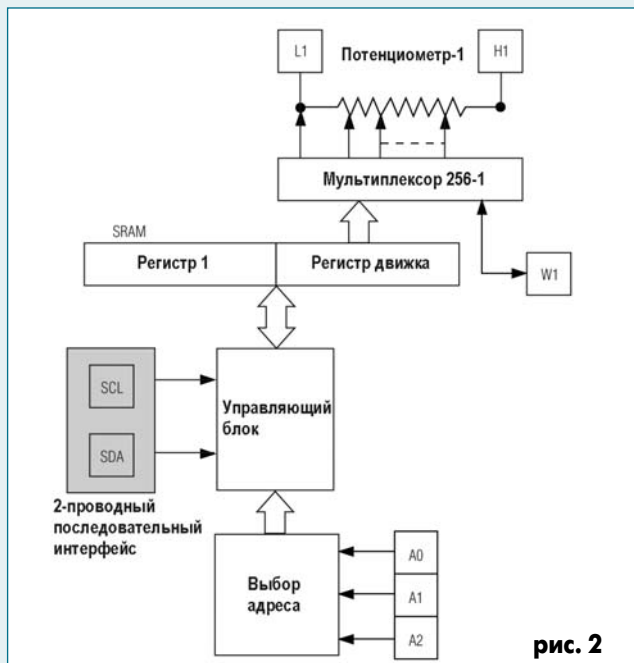 L1
Потенциометр-1
H1
Мультиплексор 256-1
SRAM
Регистр 1
Регистр движка
W1
SCL
SDA
Управляющий
блок
2-проводный
последовательный
интерфейс
Выбор
адреса
A0
A1
A2
рис. 2